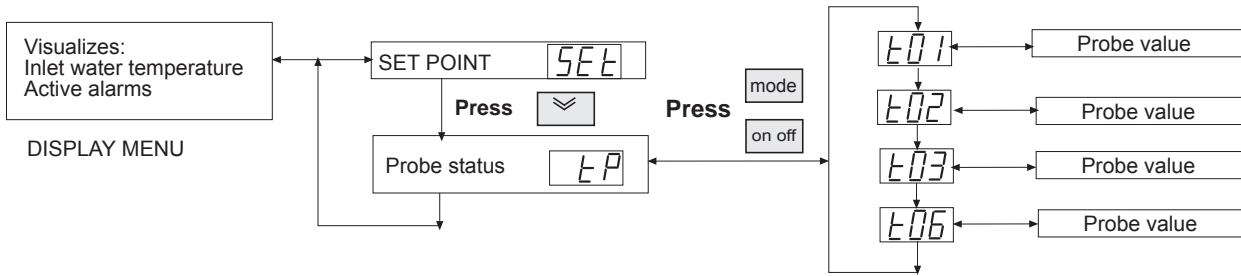 Visualizes:
Inlet water temperature
Active alarms
DISPLAY MENU
SET POINT SEt
Press
Probe status tP
Press
mode
on off
t01 Probe value
t02 Probe value
t03 Probe value
t06 Probe value